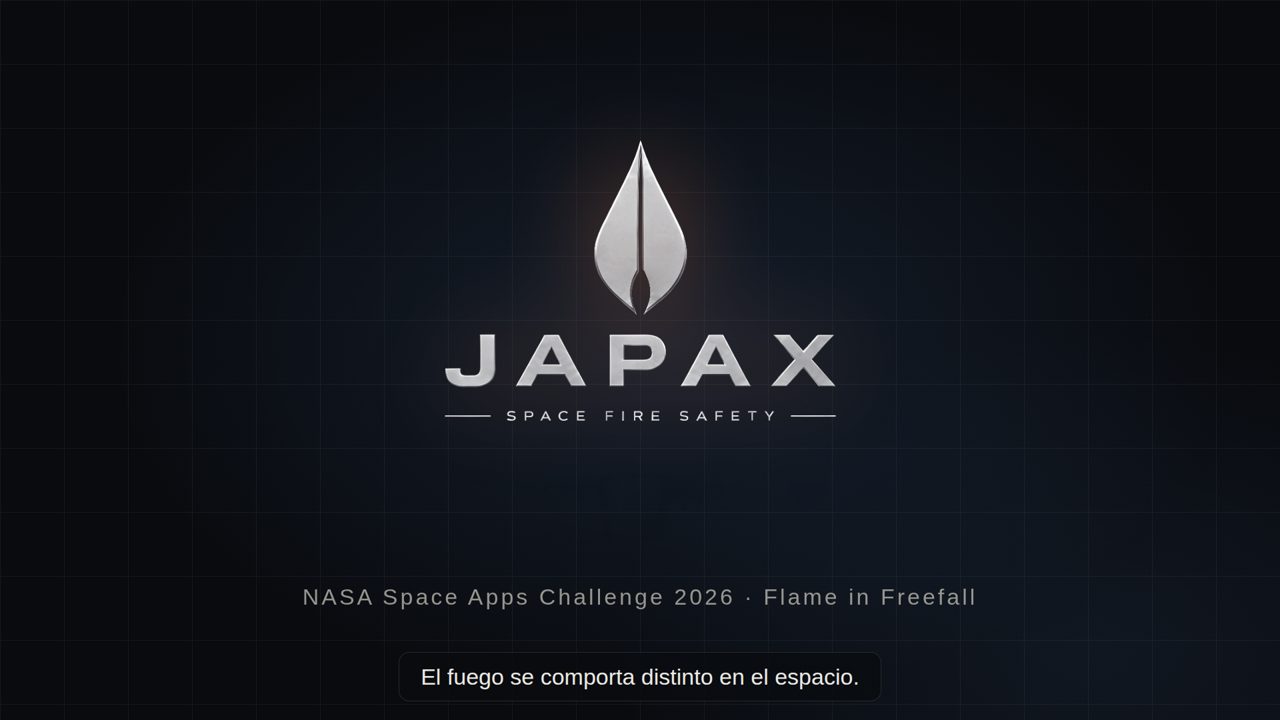 JAPAX
SPACE FIRE SAFETY
NASA Space Apps Challenge 2026 · Flame in Freefall
El fuego se comporta distinto en el espacio.